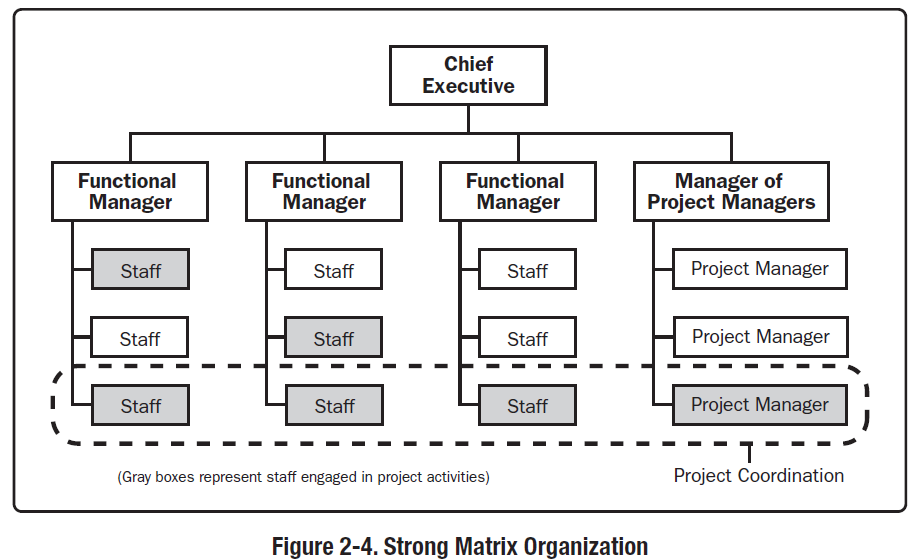 Chief
Executive
Functional
Manager
Functional
Manager
Functional
Manager
Manager of
Project Managers
Staff
Staff
Staff
Project Manager
Staff
Staff
Staff
Project Manager
Staff
Staff
Staff
Project Manager
(Gray boxes represent staff engaged in project activities)
Project Coordination
Figure 2-4. Strong Matrix Organization